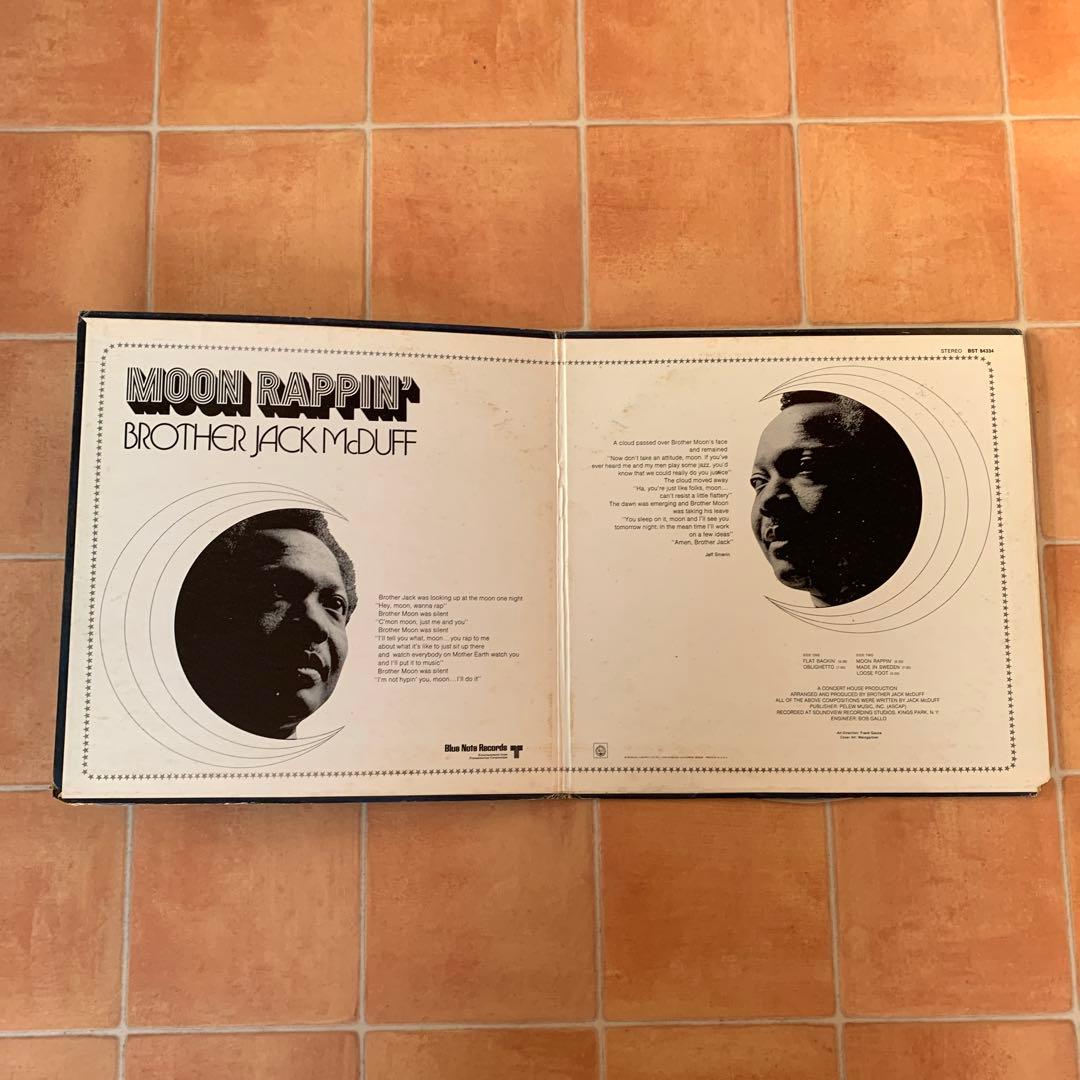 MOON RAPPIN'
BROTHER JACK McDUFF
Brother Jack was looking up at the moon one night
"Hey, moon, wanna rap"
Brother Moon was silent
"C'mon moon, just me and you"
Brother Moon was silent
"I'll tell you what, moon... you rap to me
about what it's like to just sit up there
and watch everybody on Mother Earth watch you
and I'll put it to music"
Brother Moon was silent
"I'm not hypin' you, moon... I'll do it"
Blue Note Records
STEREO BST 84334
A cloud passed over Brother Moon's face
and remained
"Now don't take an attitude, moon. If you've
ever heard me and my men play some jazz, you'd
know that we could really do you justice"
The cloud moved away
"Ha, you're just like folks, moon...
can't resist a little flattery"
The dawn was emerging and Brother Moon
was taking his leave
"You sleep on it, moon and I'll see you
tomorrow night. In the mean time I'll work
on a few ideas"
"Amen, Brother Jack"
SIDE ONE
FLAT BACKIN'
OBLIGHETTO
SIDE TWO
MOON RAPPIN'
MADE IN SWEDEN
LOOSE FOOT
A CONCERT HOUSE PRODUCTION
ARRANGED AND PRODUCED BY BROTHER JACK McDUFF
ALL OF THE ABOVE COMPOSITIONS WERE WRITTEN BY JACK McDUFF
PUBLISHER: PELEW MUSIC, INC. (ASCAP)
RECORDED AT SOUNDVIEW RECORDING STUDIOS, KINGS PARK, N.Y.
ENGINEER: BOB GALLO
Art Direction: Frank Gauna